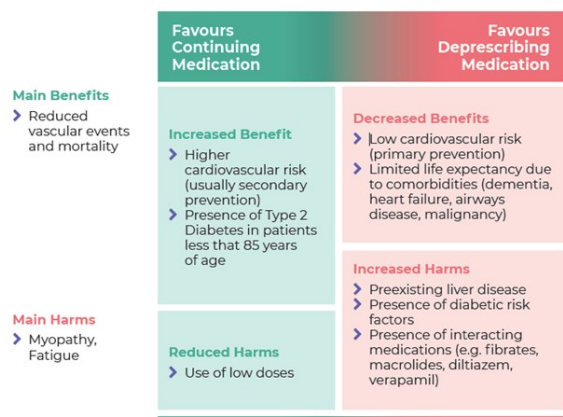 Favours
Continuing
Medication
Favours
Deprescribing
Medication
Main Benefits
Reduced
vascular events
and mortality
Increased Benefit
Higher
cardiovascular risk
(usually secondary
prevention)
Presence of Type 2
Diabetes in patients
less that 85 years
of age
Decreased Benefits
Low cardiovascular risk
(primary prevention)
Limited life expectancy due
to comorbidities (dementia,
heart failure, airways
disease, malignancy)
Main Harms
Myopathy,
Fatigue
Reduced Harms
Use of low doses
Increased Harms
Preexisting liver disease
Presence of diabetic risk
factors
Presence of interacting
medications (e.g. fibrates,
macrolides, diltiazem,
verapamil)